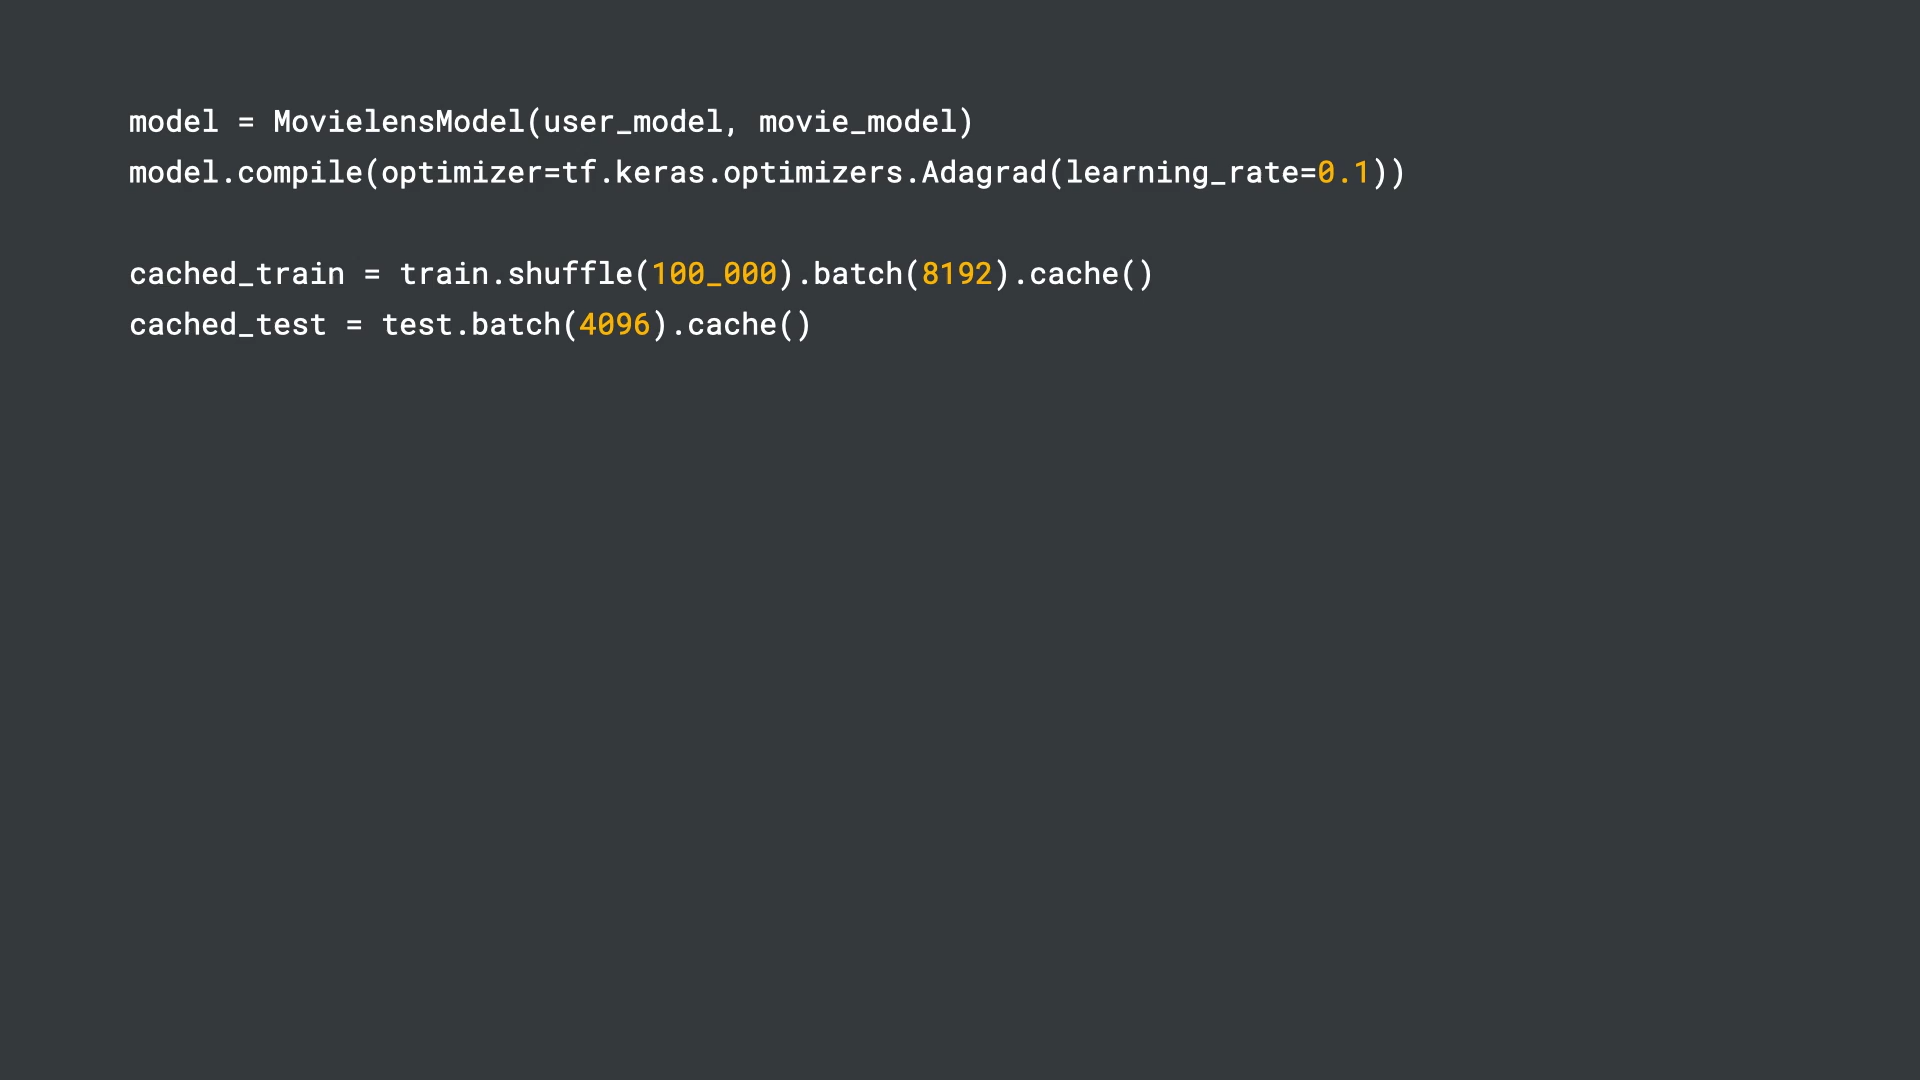 model = MovielensModel(user_model, movie_model)
model.compile(optimizer=tf.keras.optimizers.Adagrad(learning_rate=0.1))
cached_train = train.shuffle(100_000).batch(8192).cache()
cached_test = test.batch(4096).cache()